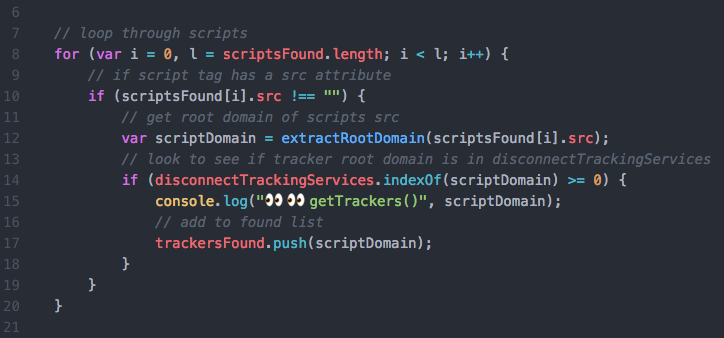 6
7 // loop through scripts
8 for (var i = 0, l = scriptsFound.length; i < l; i++) {
9 // if script tag has a src attribute
10 if (scriptsFound[i].src !== "") {
11 // get root domain of scripts src
12 var scriptDomain = extractRootDomain(scriptsFound[i].src);
13 // look to see if tracker root domain is in disconnectTrackingServices
14 if (disconnectTrackingServices.indexOf(scriptDomain) >= 0) {
15 console.log("👀👀getTrackers()", scriptDomain);
16 // add to found list
17 trackersFound.push(scriptDomain);
18 }
19 }
20 }
21